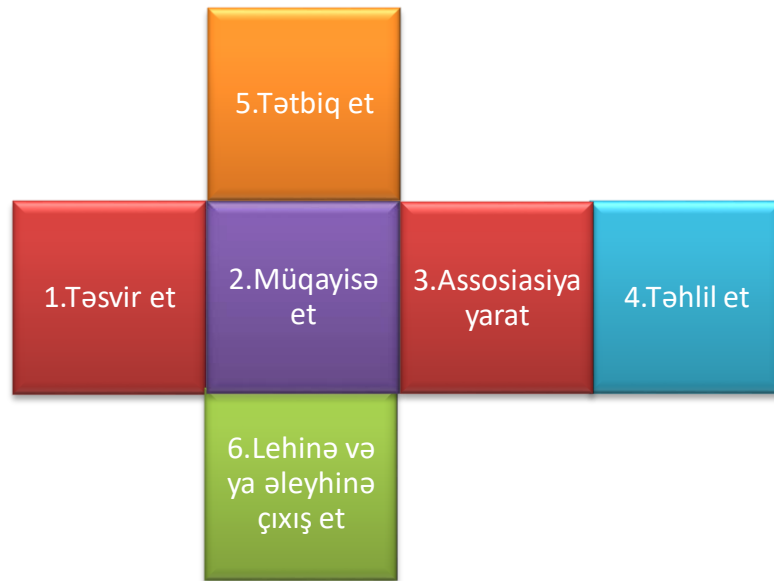 5.Tətbiq et
1.Təsvir et
2.Müqayisə
et
3.Assosiasiya
yarat
4.Təhlil et
6.Lehinə və
ya əleyhinə
çıxış et